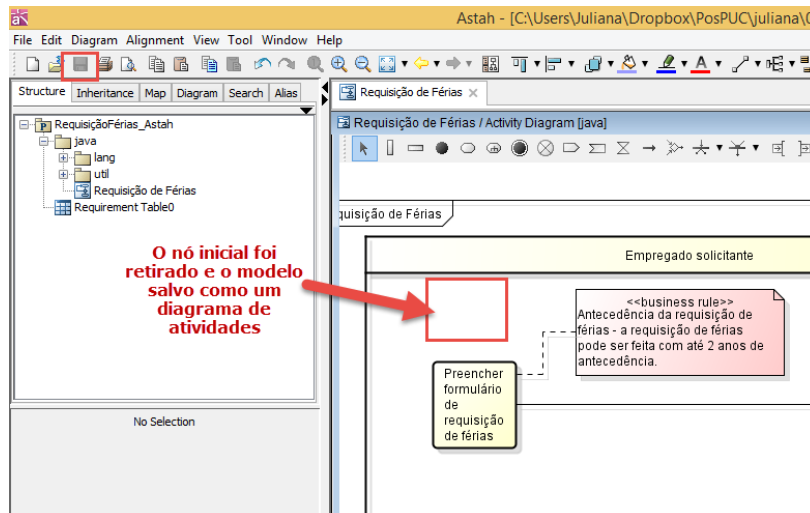 Astah - [C:\Users\Juliana\Dropbox\PosPUC\juliana\
File Edit Diagram Alignment View Tool Window Help
Structure Inheritance Map Diagram Search Alias
Requisição de Férias
RequisiçãoFérias_Astah
java
lang
util
Requisição de Férias
Requirement Table0
No Selection
Requisição de Férias / Activity Diagram [java]
quisição de Férias
Empregado solicitante
O nó inicial foi
retirado e o modelo
salvo como um
diagrama de
atividades
<<business rule>>
Antecedência da requisição de
férias - a requisição de férias
pode ser feita com até 2 anos de
antecedência.
Preencher
formulário
de
requisição
de férias